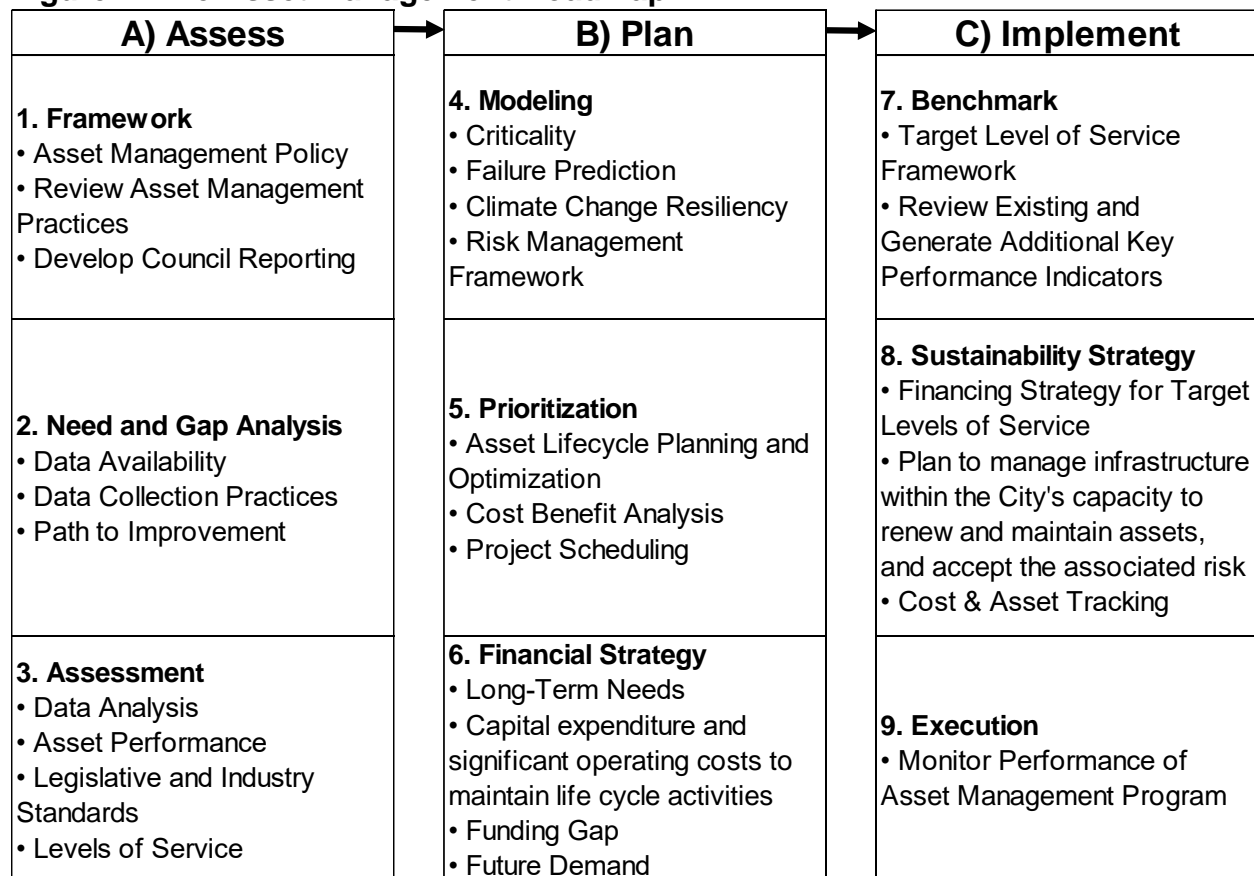 A) Assess
1. Framework
• Asset Management Policy
• Review Asset Management
Practices
• Develop Council Reporting
2. Need and Gap Analysis
• Data Availability
• Data Collection Practices
• Path to Improvement
3. Assessment
• Data Analysis
• Asset Performance
• Legislative and Industry
Standards
• Levels of Service
B) Plan
4. Modeling
• Criticality
• Failure Prediction
• Climate Change Resiliency
• Risk Management
Framework
5. Prioritization
• Asset Lifecycle Planning and
Optimization
• Cost Benefit Analysis
• Project Scheduling
6. Financial Strategy
• Long-Term Needs
• Capital expenditure and
significant operating costs to
maintain life cycle activities
• Funding Gap
• Future Demand
C) Implement
7. Benchmark
• Target Level of Service
Framework
• Review Existing and
Generate Additional Key
Performance Indicators
8. Sustainability Strategy
• Financing Strategy for Target
Levels of Service
• Plan to manage infrastructure
within the City's capacity to
renew and maintain assets,
and accept the associated risk
• Cost & Asset Tracking
9. Execution
• Monitor Performance of
Asset Management Program